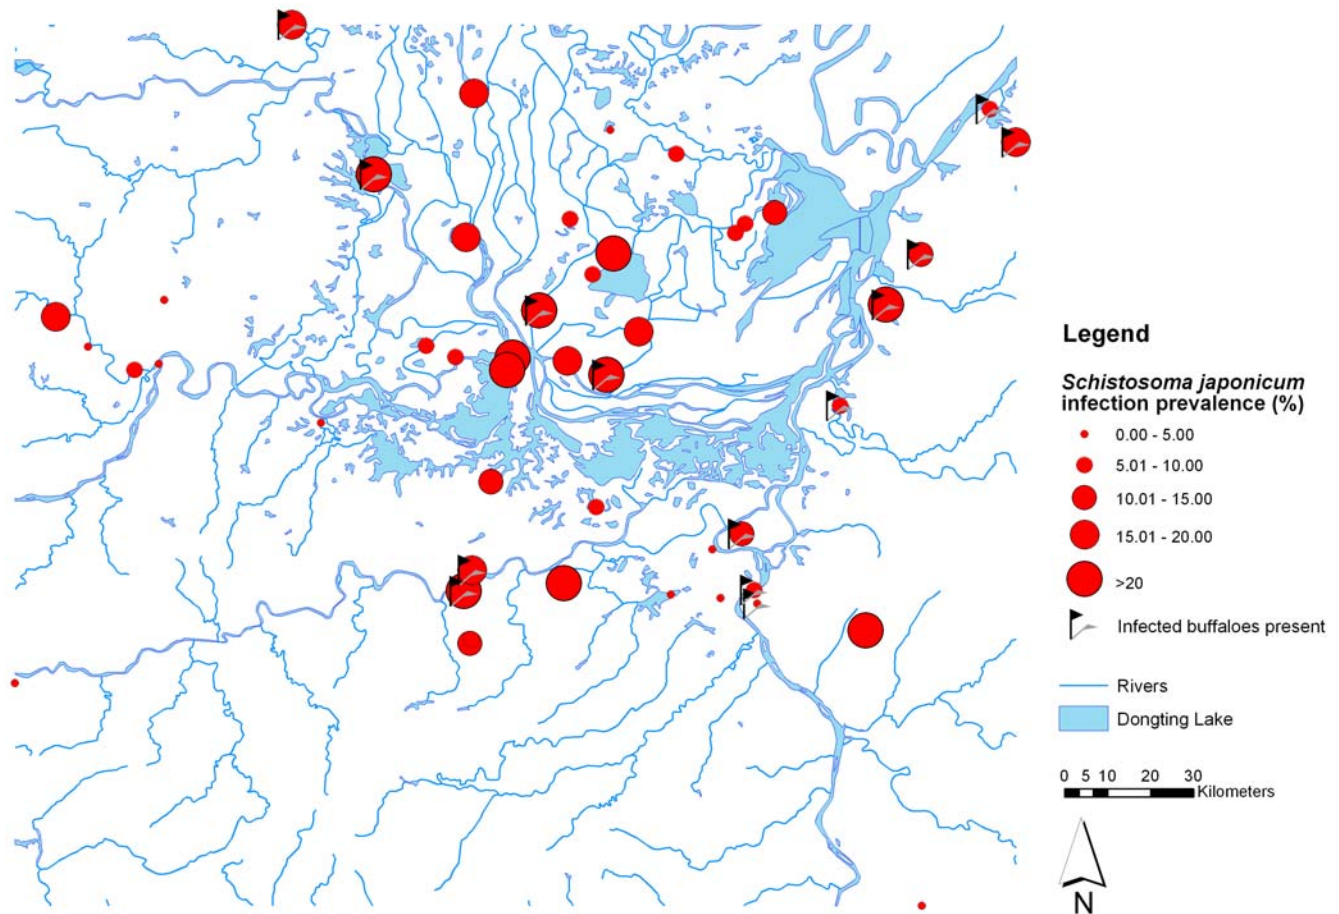 Legend
Schistosoma japonicum
infection prevalence (%)
0.00 - 5.00
5.01 - 10.00
10.01 - 15.00
15.01 - 20.00
>20
Infected buffaloes present
Rivers
Dongting Lake
0 5 10 20 30
Kilometers
N